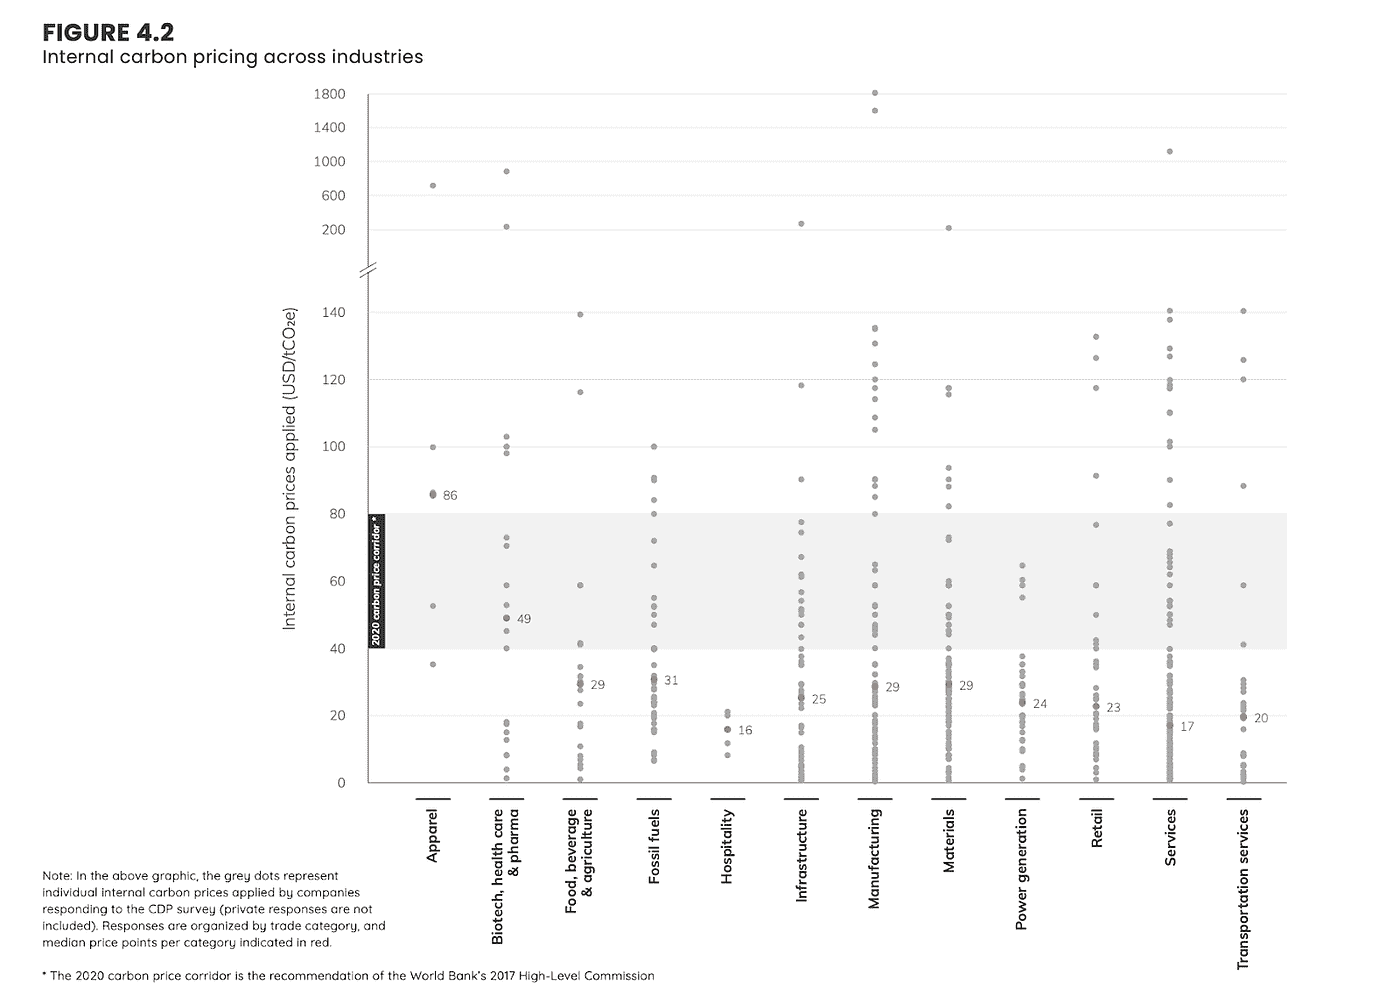 FIGURE 4.2
Internal carbon pricing across industries
1800
1400
1000
600
200
140
120
100
80
60
40
20
0
Internal carbon prices applied (USD/tCO2e)
2020 carbon price corridor *
86
49
29
31
16
25
29
29
24
23
17
20
Apparel
Biotech, health care
& pharma
Food, beverage
& agriculture
Fossil fuels
Hospitality
Infrastructure
Manufacturing
Materials
Power generation
Retail
Services
Transportation services
Note: In the above graphic, the grey dots represent
individual internal carbon prices applied by companies
responding to the CDP survey (private responses are not
included). Responses are organized by trade category, and
median price points per category indicated in red.
* The 2020 carbon price corridor is the recommendation of the World Bank's 2017 High-Level Commission